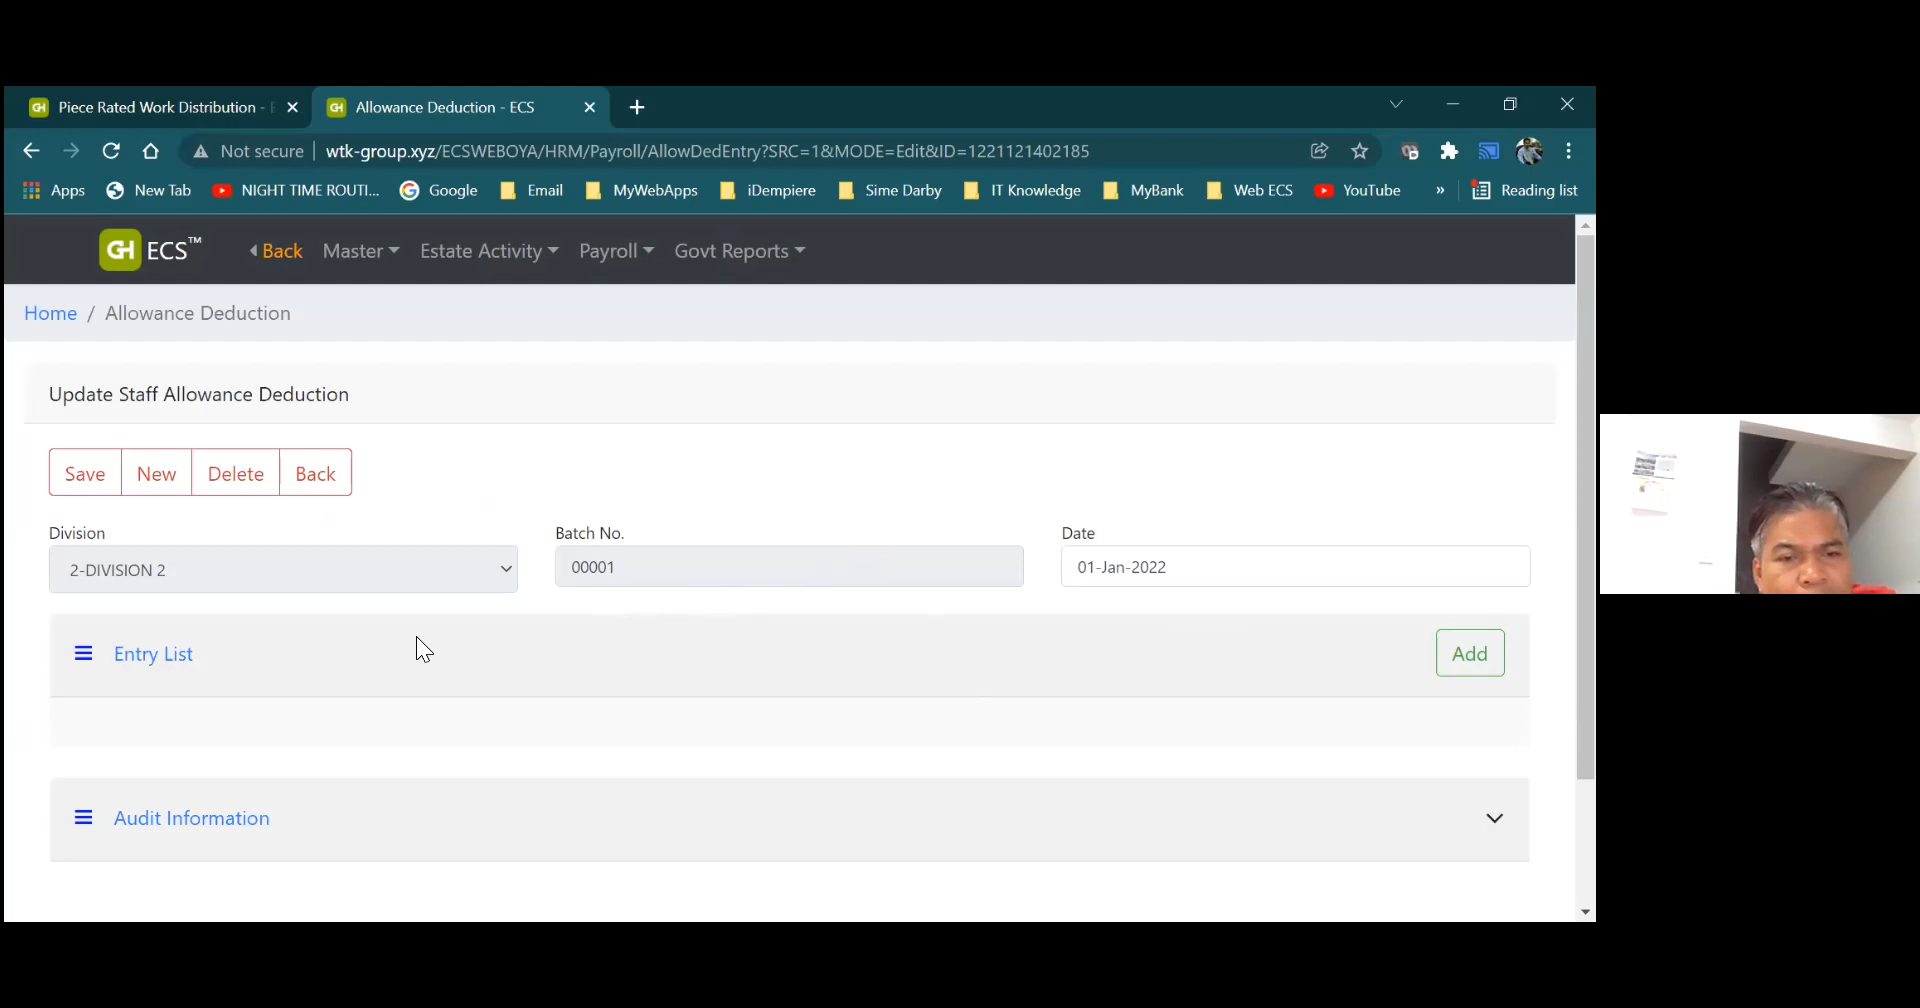 Piece Rated Work Distribution - E
Allowance Deduction - ECS
Not secure
wtk-group.xyz/ECSWEBOYA/HRM/Payroll/AllowDedEntry?SRC=1&MODE=Edit&ID=1221121402185
Apps New Tab NIGHT TIME ROUTI... Google Email MyWebApps iDempiere Sime Darby IT Knowledge MyBank Web ECS YouTube » Reading list
GH ECS™ Back Master Estate Activity Payroll Govt Reports
Home / Allowance Deduction
Update Staff Allowance Deduction
Save New Delete Back
Division Batch No. Date
2-DIVISION 2 00001 01-Jan-2022
Entry List Add
Audit Information